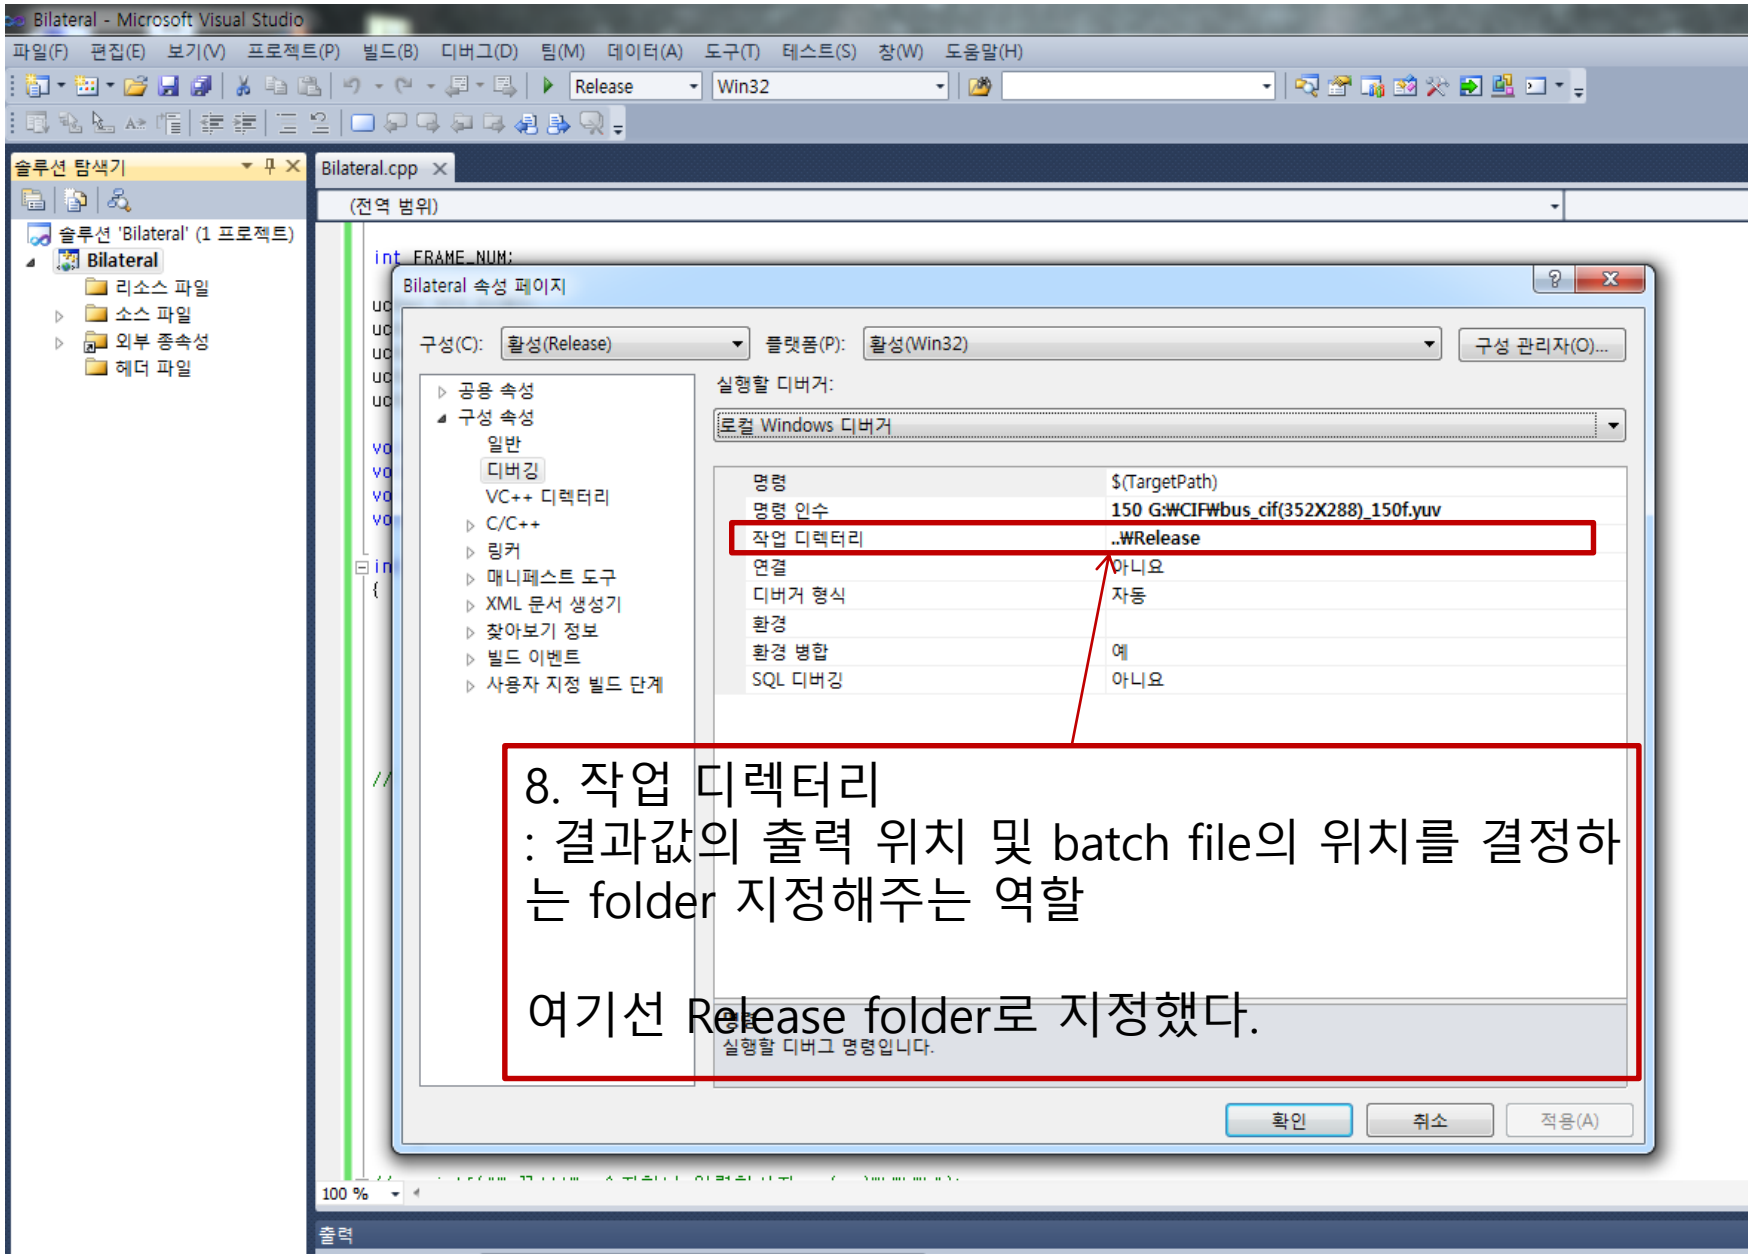 Bilateral - Microsoft Visual Studio
파일(F) 편집(E) 보기(V) 프로젝트(P) 빌드(B) 디버그(D) 팀(M) 데이터(A) 도구(T) 테스트(S) 창(W) 도움말(H)
Release Win32
솔루션 탐색기
Bilateral.cpp
(전역 범위)
솔루션 'Bilateral' (1 프로젝트)
Bilateral
리소스 파일
소스 파일
외부 종속성
헤더 파일
int FRAME_NUM;
uc
uc
uc
uc
uc
vo
vo
vo
vo
in
{
//
Bilateral 속성 페이지
구성(C): 활성(Release) 플랫폼(P): 활성(Win32) 구성 관리자(O)...
공용 속성
구성 속성
일반
디버깅
VC++ 디렉터리
C/C++
링커
매니페스트 도구
XML 문서 생성기
찾아보기 정보
빌드 이벤트
사용자 지정 빌드 단계
실행할 디버거:
로컬 Windows 디버거
명령 $(TargetPath)
명령 인수 150 G:₩CIF₩bus_cif(352X288)_150f.yuv
작업 디렉터리 ..₩Release
연결 아니요
디버거 형식 자동
환경
환경 병합 예
SQL 디버깅 아니요
8. 작업 디렉터리
: 결과값의 출력 위치 및 batch file의 위치를 결정하
는 folder 지정해주는 역할
여기선 Release folder로 지정했다.
명령
실행할 디버그 명령입니다.
확인 취소 적용(A)
100 %
출력